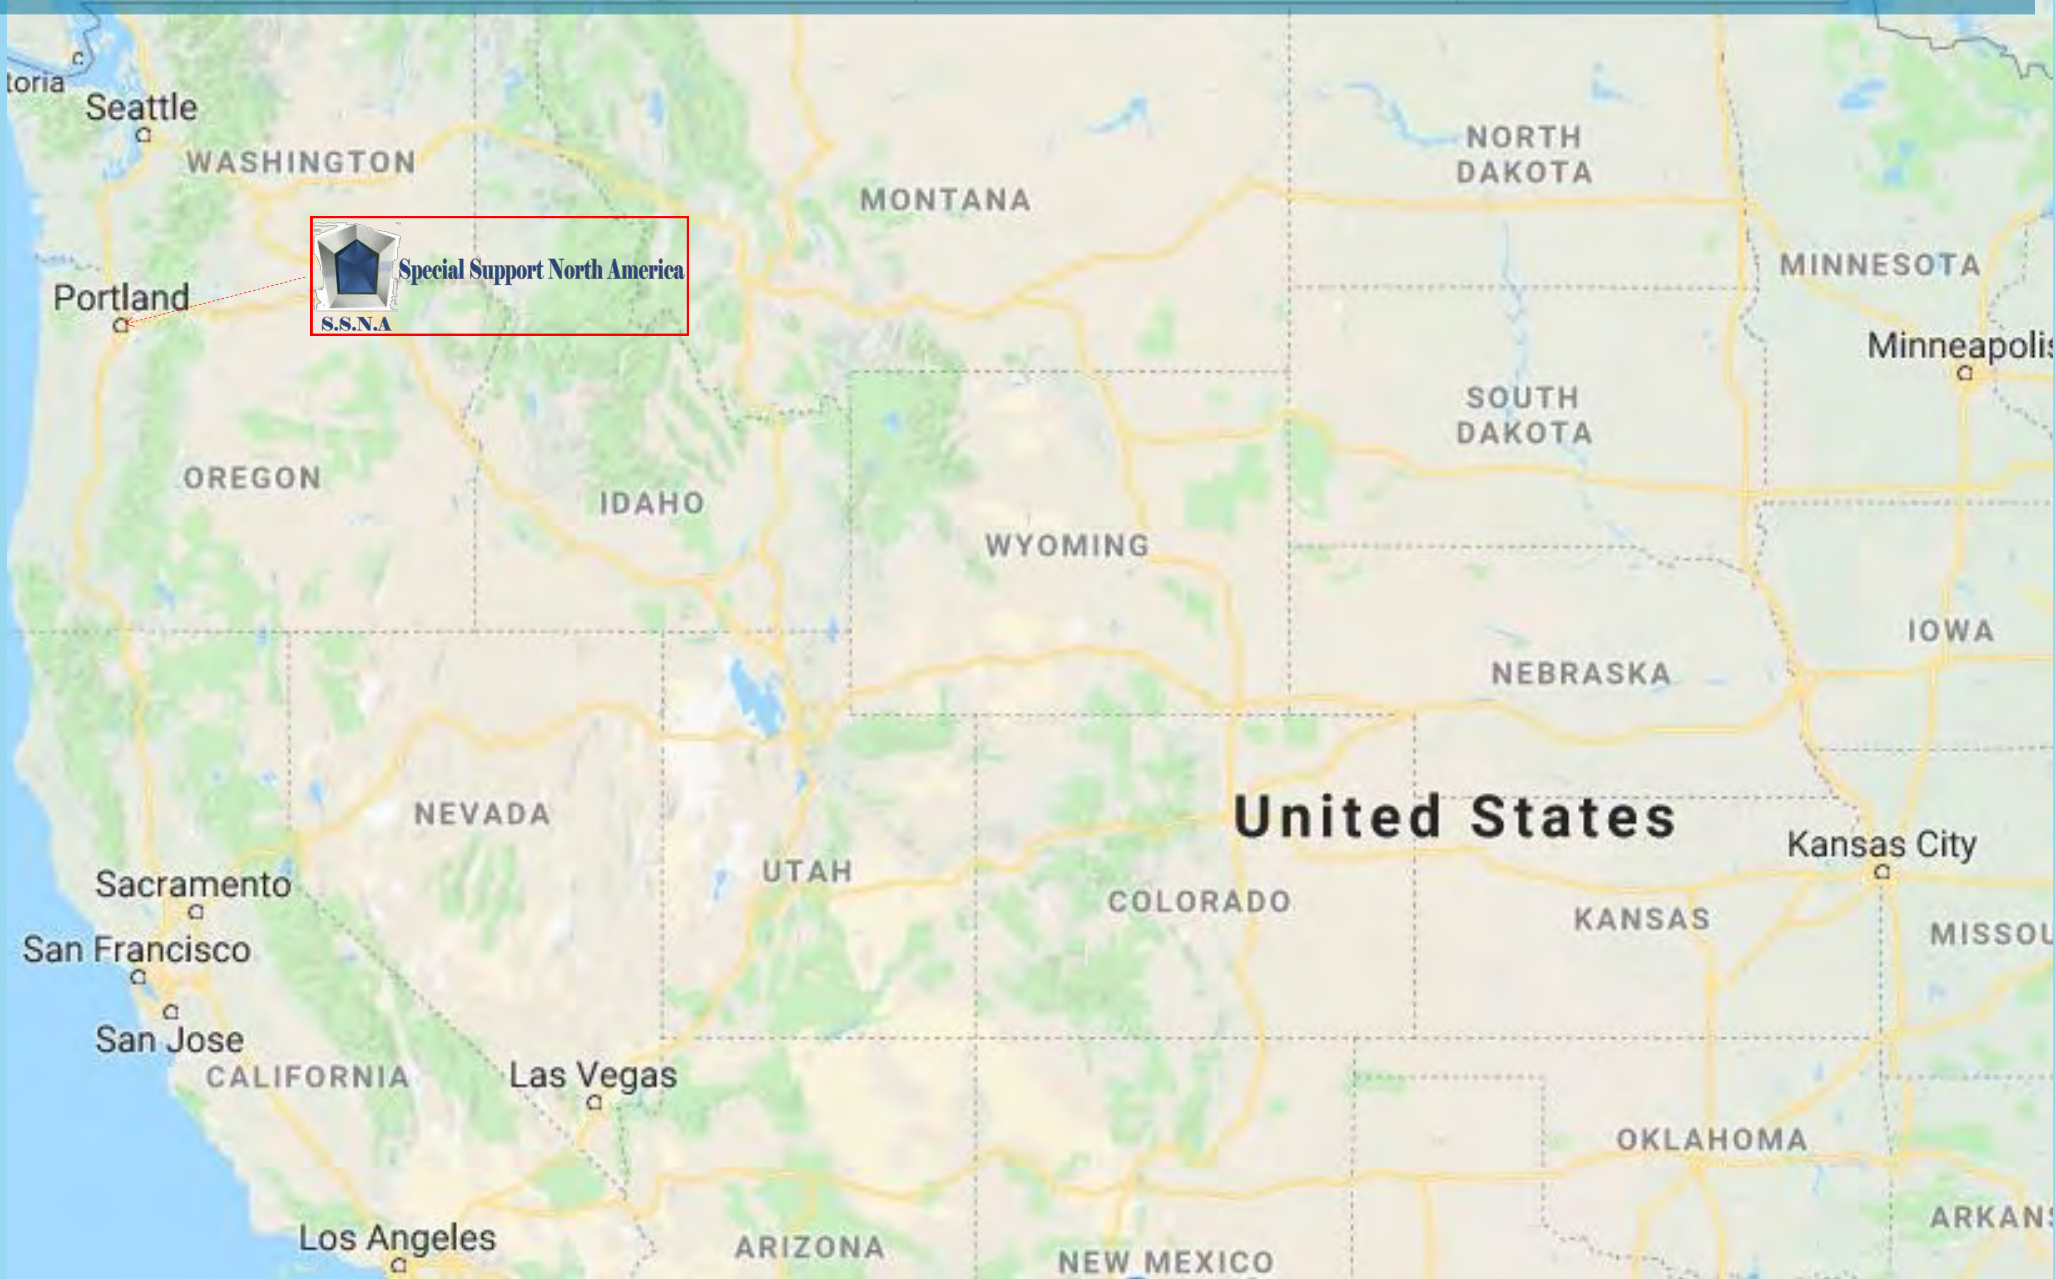 toria
Seattle
WASHINGTON
MONTANA
NORTH
DAKOTA
MINNESOTA
Special Support North America
S.S.N.A
Portland
Minneapolis
SOUTH
DAKOTA
OREGON
IDAHO
WYOMING
IOWA
NEBRASKA
NEVADA
United States
Kansas City
UTAH
Sacramento
COLORADO
KANSAS
MISSOU
San Francisco
San Jose
CALIFORNIA
Las Vegas
OKLAHOMA
ARKANS
Los Angeles
ARIZONA
NEW MEXICO